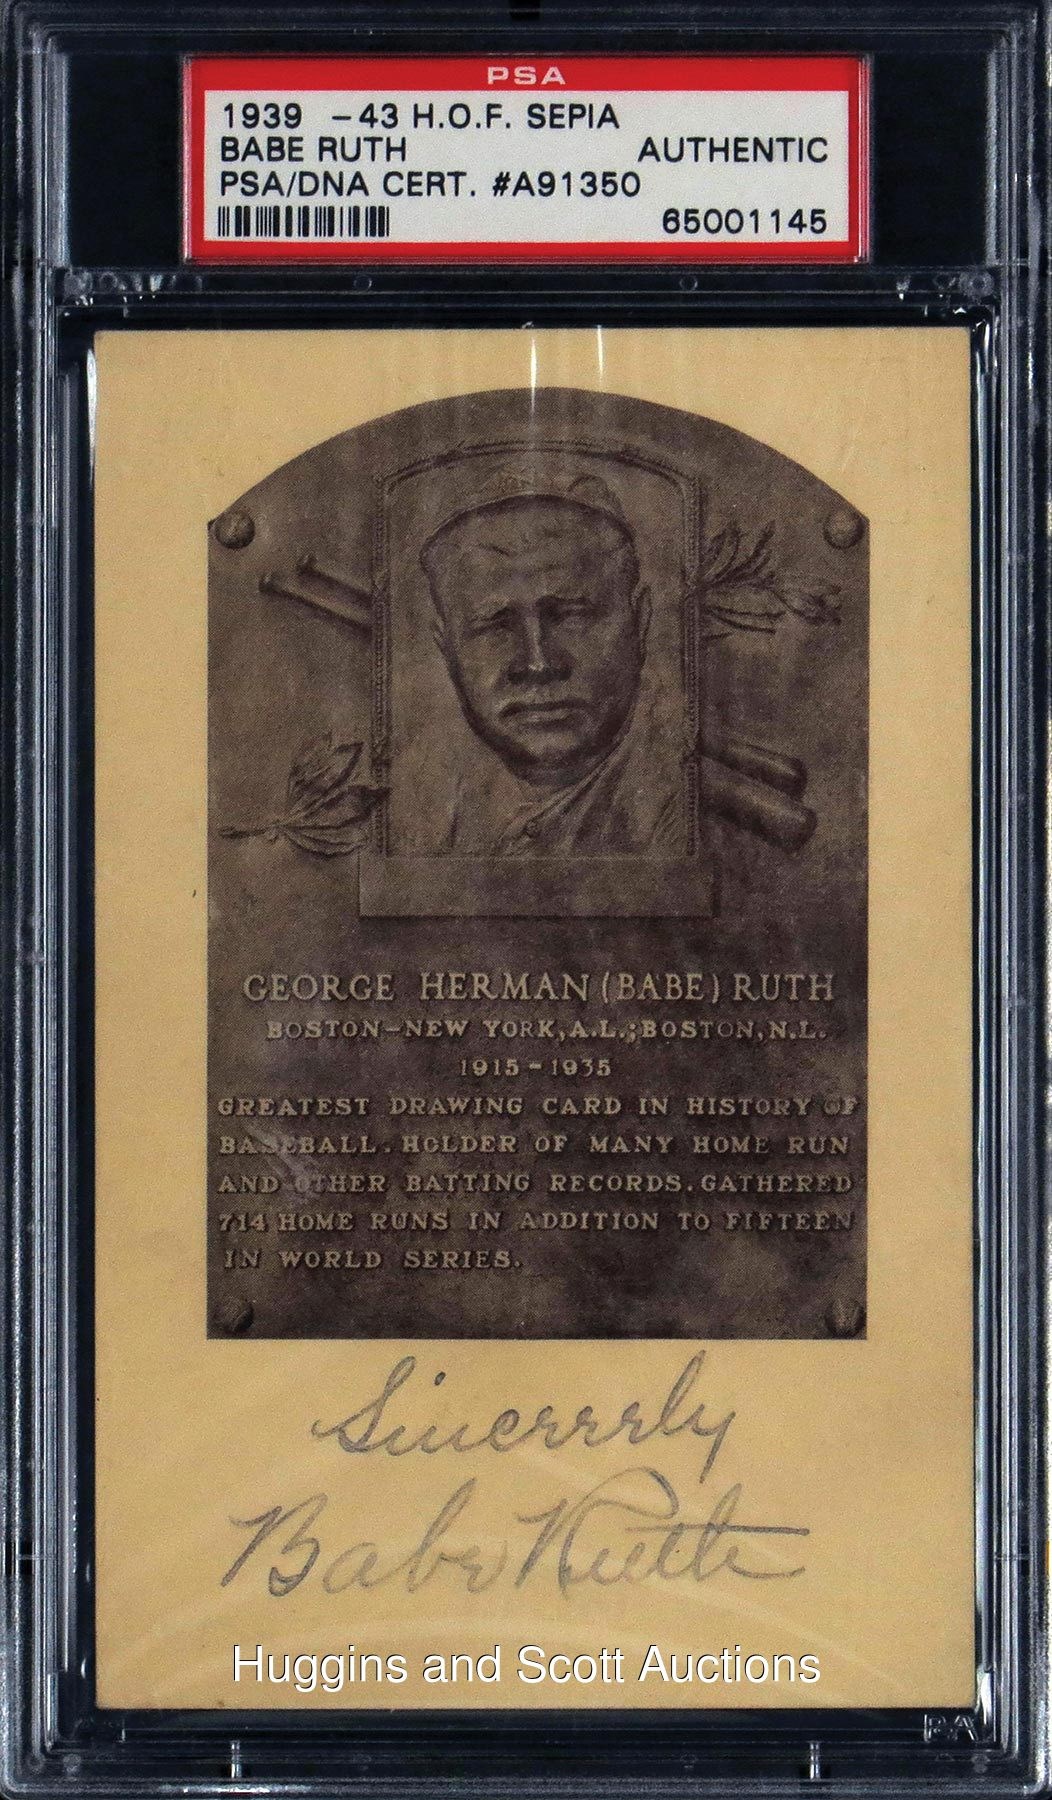 PSA
1939 -43 H.O.F. SEPIA
BABE RUTH AUTHENTIC
PSA/DNA CERT. #A91350
65001145
GEORGE HERMAN (BABE) RUTH
BOSTON-NEW YORK, A.L.; BOSTON, N.L.
1915-1935
GREATEST DRAWING CARD IN HISTORY OF
BASEBALL. HOLDER OF MANY HOME RUN
AND OTHER BATTING RECORDS. GATHERED
714 HOME RUNS IN ADDITION TO FIFTEEN
IN WORLD SERIES.
Sincerely
Babe Ruth
Huggins and Scott Auctions